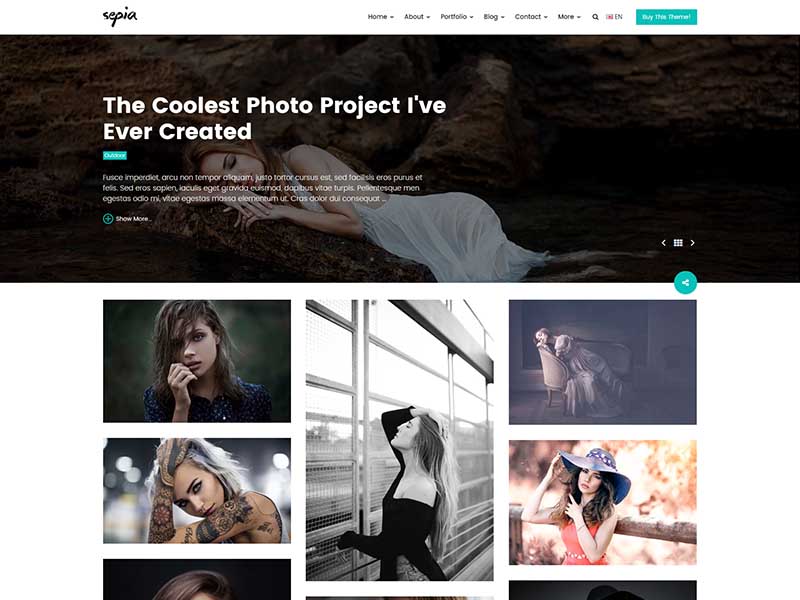 sepia
Home About Portfolio Blog Contact More EN Buy This Theme!
The Coolest Photo Project I've
Ever Created
Outdoor
Fusce imperdiet, arcu non tempor aliquam, justo tortor cursus est, sed facilisis eros purus et
felis. Sed eros sapien, iaculis eget gravida euismod, dapibus vitae turpis. Pellentesque men
egestas odio mi, vitae egestas massa elementum ut. Cras dolor dui consequat ...
Show More...